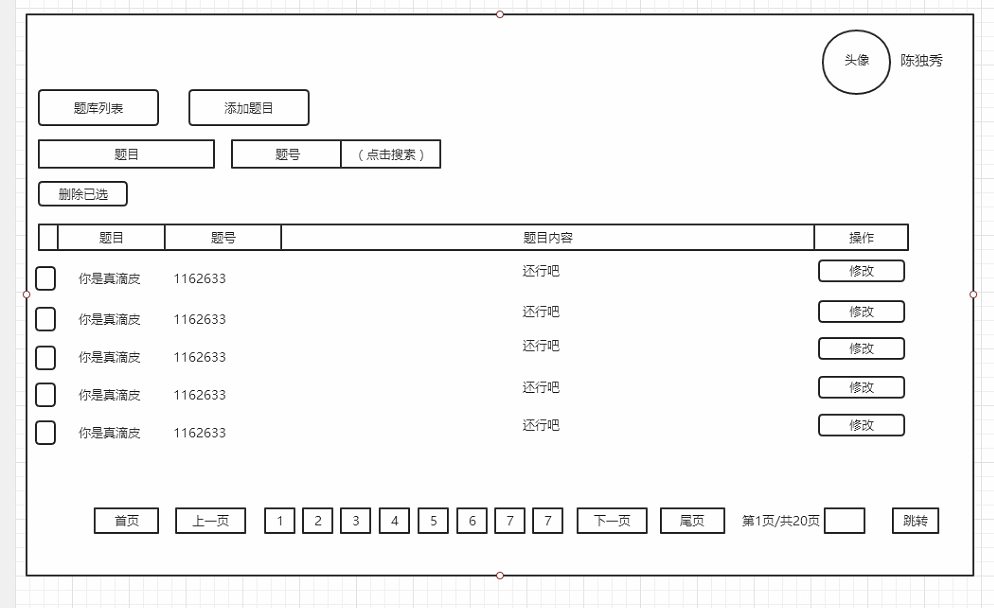 头像 陈独秀
题库列表 添加题目
题目 题号 (点击搜索)
删除已选
题目 题号 题目内容 操作
你是真滴皮 1162633 还行吧 修改
你是真滴皮 1162633 还行吧 修改
你是真滴皮 1162633 还行吧 修改
你是真滴皮 1162633 还行吧 修改
你是真滴皮 1162633 还行吧 修改
首页 上一页 1 2 3 4 5 6 7 7 下一页 尾页 第1页/共20页 跳转